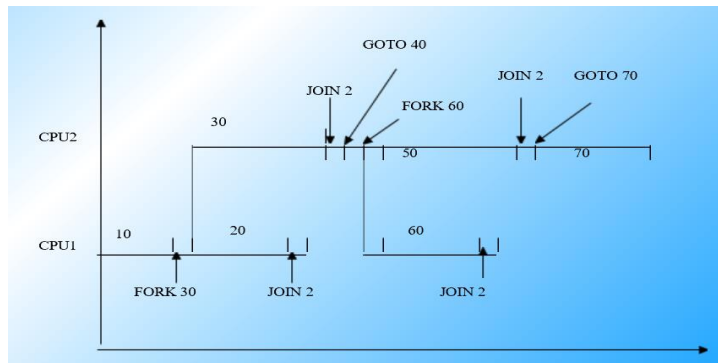 GOTO 40
JOIN 2
JOIN 2
GOTO 70
FORK 60
30
CPU2
50
70
10
20
60
CPU1
FORK 30
JOIN 2
JOIN 2